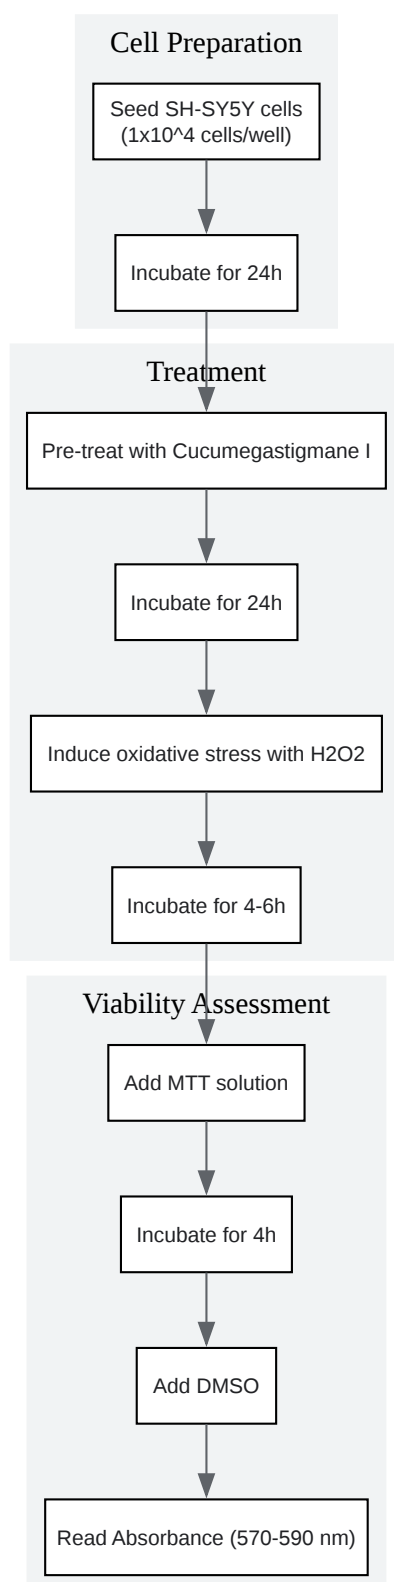 Cell Preparation
Seed SH-SY5Y cells
(1x10^4 cells/well)
Incubate for 24h
Treatment
Pre-treat with Cucumegastigmane I
Incubate for 24h
Induce oxidative stress with H2O2
Incubate for 4-6h
Viability Assessment
Add MTT solution
Incubate for 4h
Add DMSO
Read Absorbance (570-590 nm)